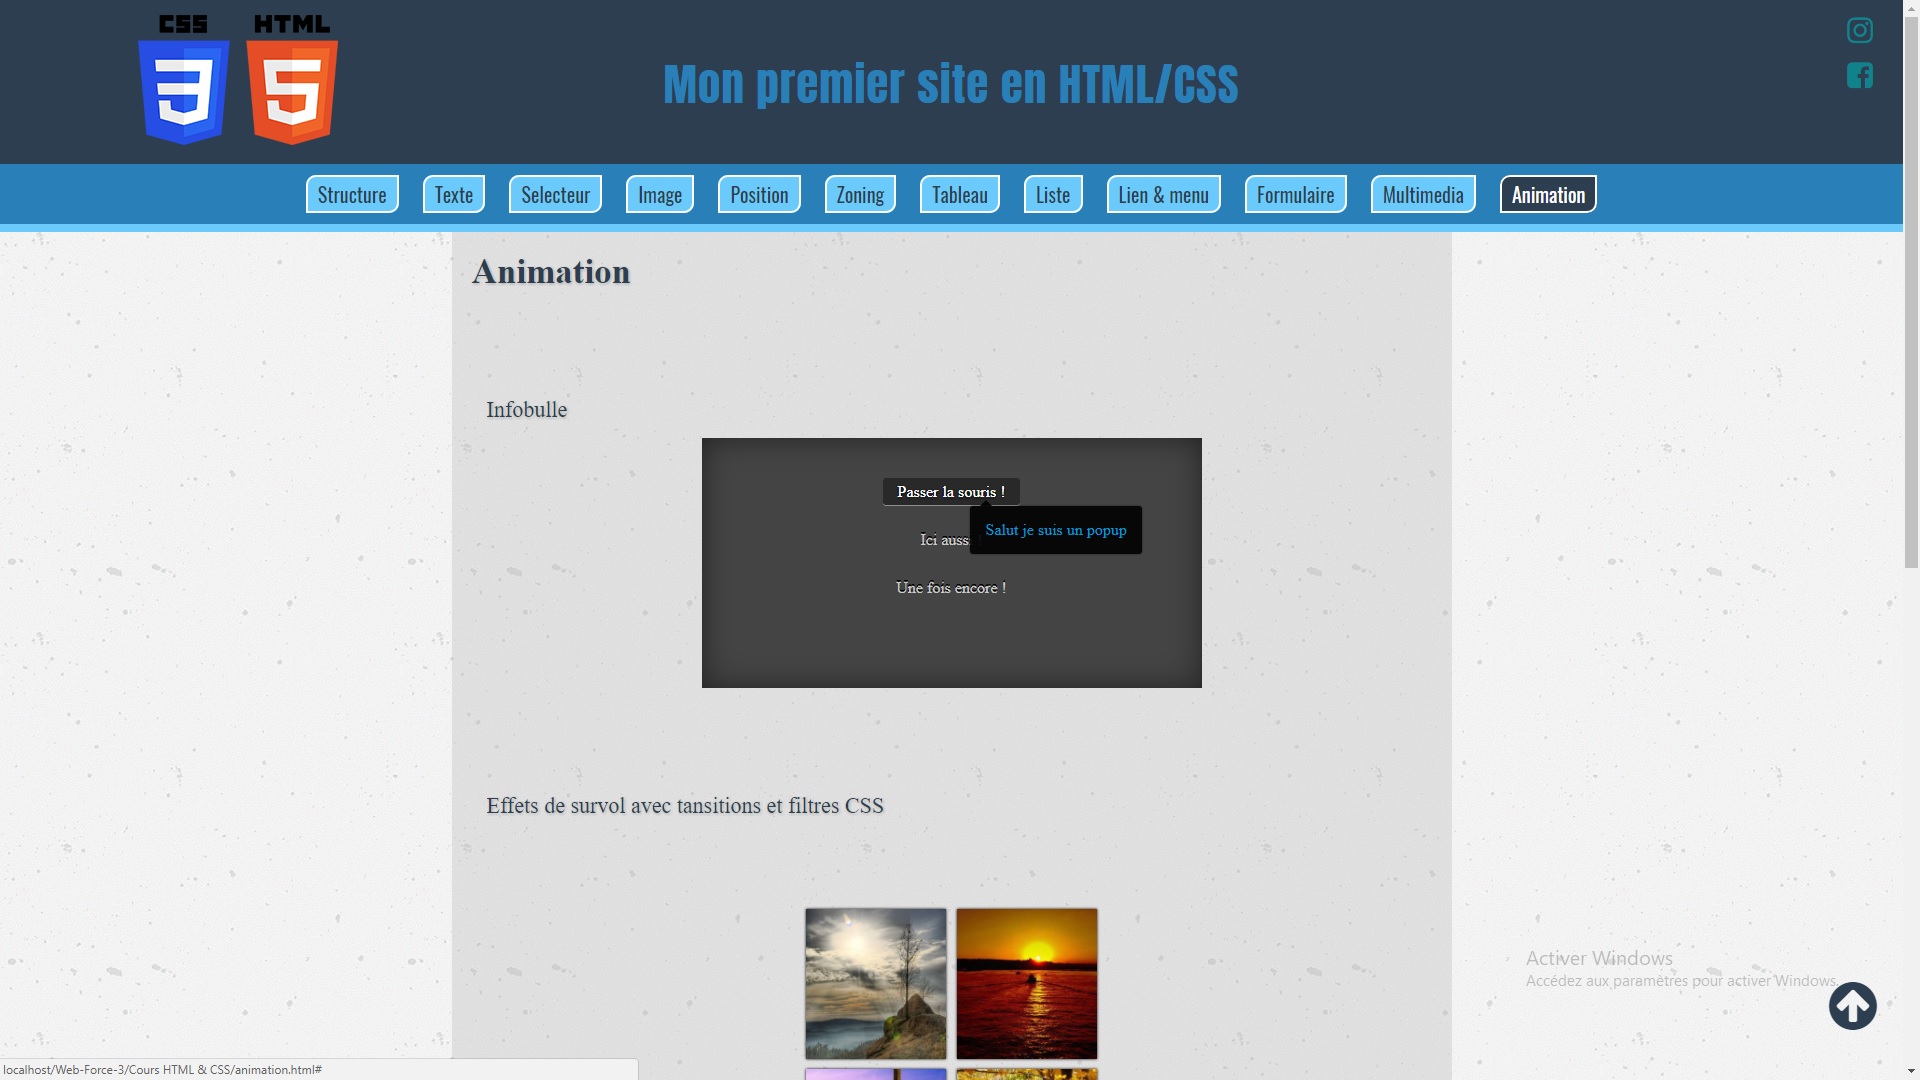 CSS HTML
3 5
Mon premier site en HTML/CSS
Structure Texte Selecteur Image Position Zoning Tableau Liste Lien & menu Formulaire Multimedia Animation
Animation
Infobulle
Passer la souris !
Salut je suis un popup
Ici auss
Une fois encore !
Effets de survol avec tansitions et filtres CSS
Activer Windows
Accédez aux paramètres pour activer Windows.
localhost/Web-Force-3/Cours HTML & CSS/animation.html#